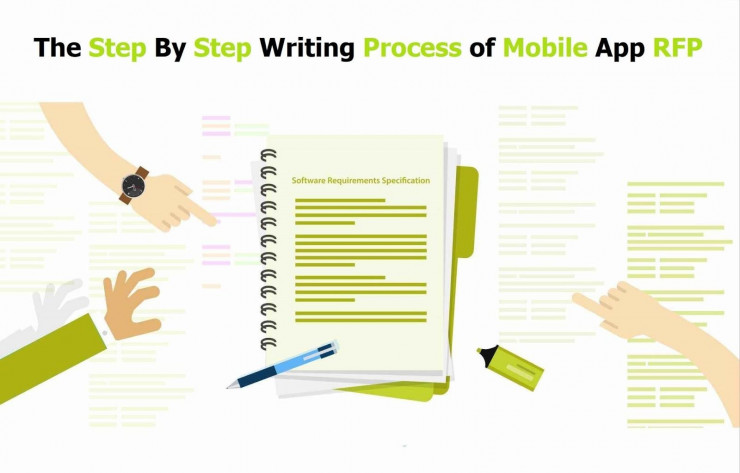 The Step By Step Writing Process of Mobile App RFP
Software Requirements Specification